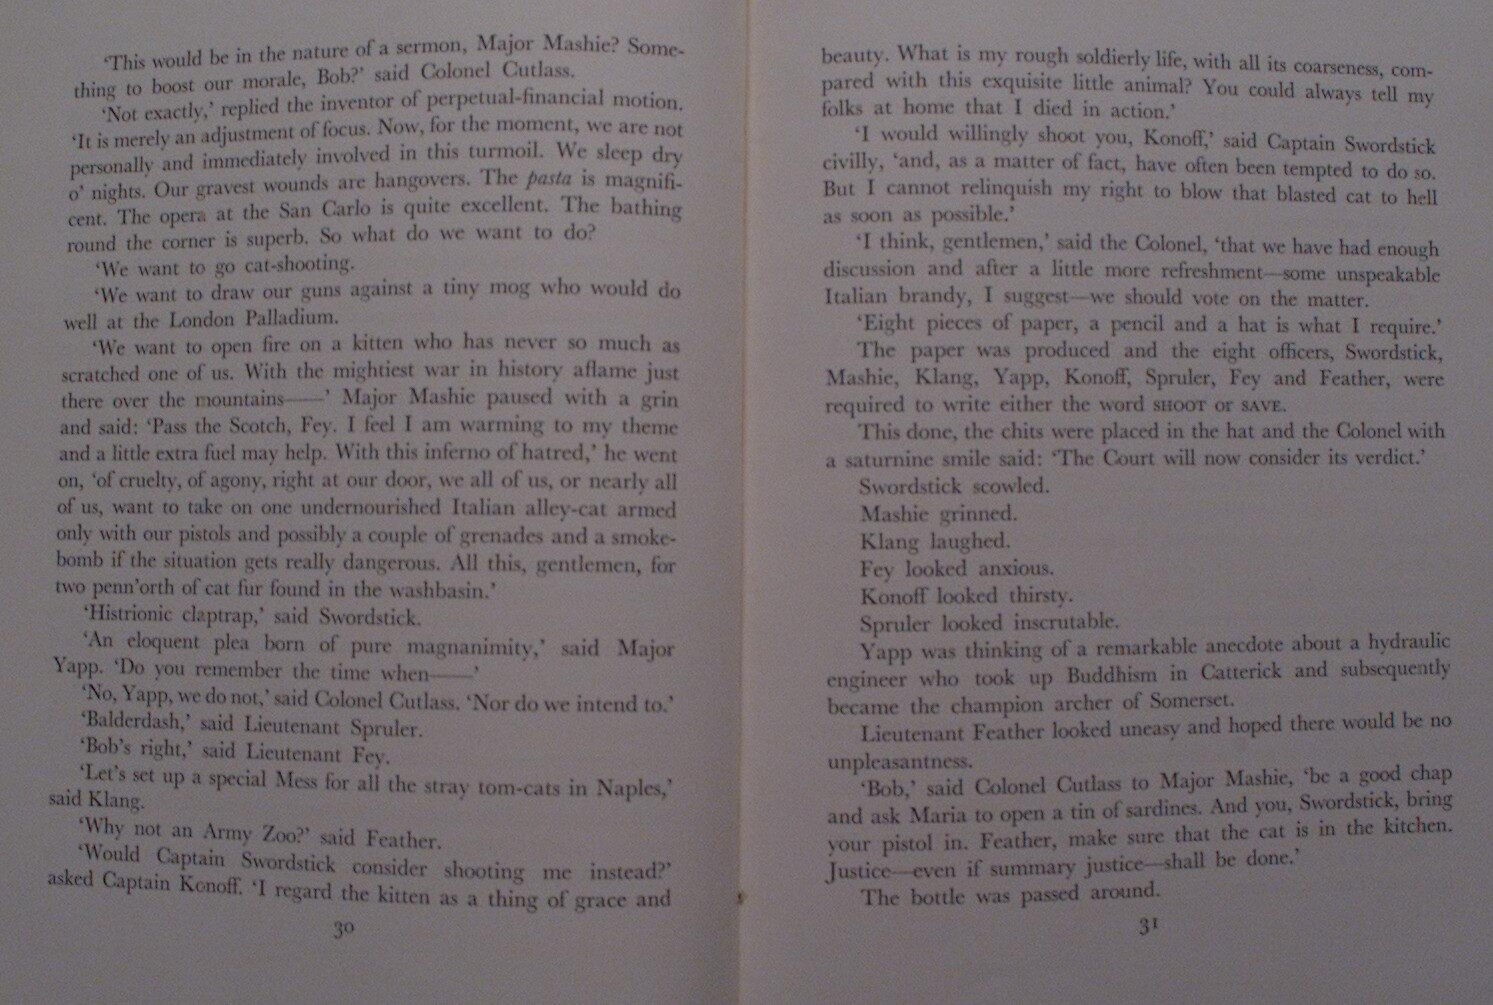 ‘This would be in the nature of a sermon, Major Mashie? Some-
thing to boost our morale, Bob?’ said Colonel Cutlass.
‘Not exactly,’ replied the inventor of perpetual-financial motion.
‘It is merely an adjustment of focus. Now, for the moment, we are not
personally and immediately involved in this turmoil. We sleep dry
o’ nights. Our gravest wounds are hangovers. The pasta is magnifi-
cent. The opera at the San Carlo is quite excellent. The bathing
round the corner is superb. So what do we want to do?
‘We want to go cat-shooting.
‘We want to draw our guns against a tiny mog who would do
well at the London Palladium.
‘We want to open fire on a kitten who has never so much as
scratched one of us. With the mightiest war in history aflame just
there over the mountains——’ Major Mashie paused with a grin
and said: ‘Pass the Scotch, Fey. I feel I am warming to my theme
and a little extra fuel may help. With this inferno of hatred,’ he went
on, ‘of cruelty, of agony, right at our door, we all of us, or nearly all
of us, want to take on one undernourished Italian alley-cat armed
only with our pistols and possibly a couple of grenades and a smoke-
bomb if the situation gets really dangerous. All this, gentlemen, for
two penn’orth of cat fur found in the washbasin.’
‘Histrionic claptrap,’ said Swordstick.
‘An eloquent plea born of pure magnanimity,’ said Major
Yapp. ‘Do you remember the time when——’
‘No, Yapp, we do not,’ said Colonel Cutlass. ‘Nor do we intend to.’
‘Balderdash,’ said Lieutenant Spruler.
‘Bob’s right,’ said Lieutenant Fey.
‘Let’s set up a special Mess for all the stray tom-cats in Naples,’
said Klang.
‘Why not an Army Zoo?’ said Feather.
‘Would Captain Swordstick consider shooting me instead?’
asked Captain Konoff. ‘I regard the kitten as a thing of grace and
30
beauty. What is my rough soldierly life, with all its coarseness, com-
pared with this exquisite little animal? You could always tell my
folks at home that I died in action.’
‘I would willingly shoot you, Konoff,’ said Captain Swordstick
civilly, ‘and, as a matter of fact, have often been tempted to do so.
But I cannot relinquish my right to blow that blasted cat to hell
as soon as possible.’
‘I think, gentlemen,’ said the Colonel, ‘that we have had enough
discussion and after a little more refreshment—some unspeakable
Italian brandy, I suggest—we should vote on the matter.
‘Eight pieces of paper, a pencil and a hat is what I require.’
The paper was produced and the eight officers, Swordstick,
Mashie, Klang, Yapp, Konoff, Spruler, Fey and Feather, were
required to write either the word SHOOT or SAVE.
This done, the chits were placed in the hat and the Colonel with
a saturnine smile said: ‘The Court will now consider its verdict.’
Swordstick scowled.
Mashie grinned.
Klang laughed.
Fey looked anxious.
Konoff looked thirsty.
Spruler looked inscrutable.
Yapp was thinking of a remarkable anecdote about a hydraulic
engineer who took up Buddhism in Catterick and subsequently
became the champion archer of Somerset.
Lieutenant Feather looked uneasy and hoped there would be no
unpleasantness.
‘Bob,’ said Colonel Cutlass to Major Mashie, ‘be a good chap
and ask Maria to open a tin of sardines. And you, Swordstick, bring
your pistol in. Feather, make sure that the cat is in the kitchen.
Justice—even if summary justice—shall be done.’
The bottle was passed around.
31